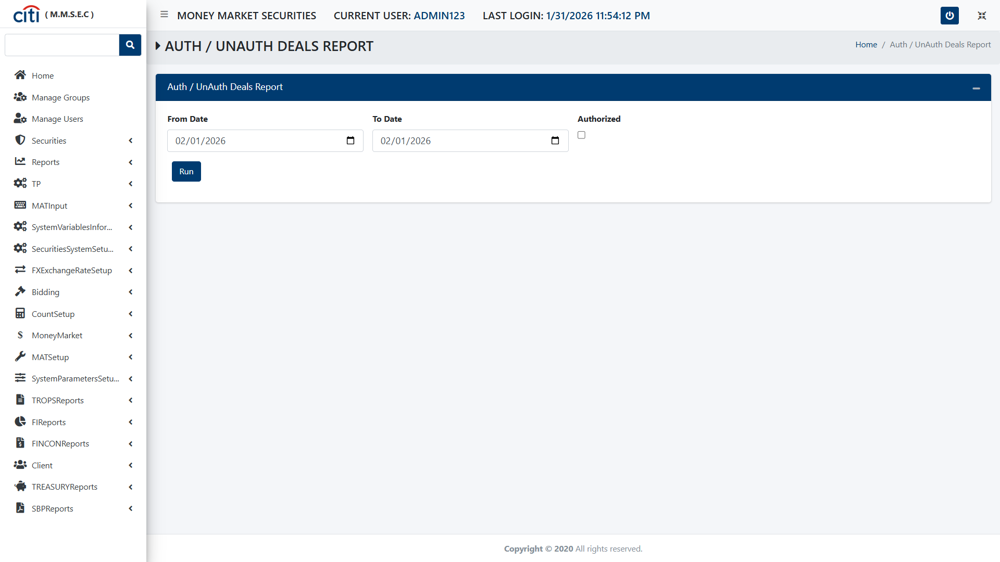 citi ( M.M.S.E.C )
MONEY MARKET SECURITIES CURRENT USER: ADMIN123 LAST LOGIN: 1/31/2026 11:54:12 PM
AUTH / UNAUTH DEALS REPORT
Home / Auth / UnAuth Deals Report
Home
Manage Groups
Manage Users
Securities
Reports
TP
MATInput
SystemVariablesInfor...
SecuritiesSystemSetu...
FXExchangeRateSetup
Bidding
CountSetup
MoneyMarket
MATSetup
SystemParametersSetu...
TROPSReports
FIReports
FINCONReports
Client
TREASURYReports
SBPReports
Auth / UnAuth Deals Report
From Date To Date Authorized
02/01/2026 02/01/2026
Run
Copyright © 2020 All rights reserved.